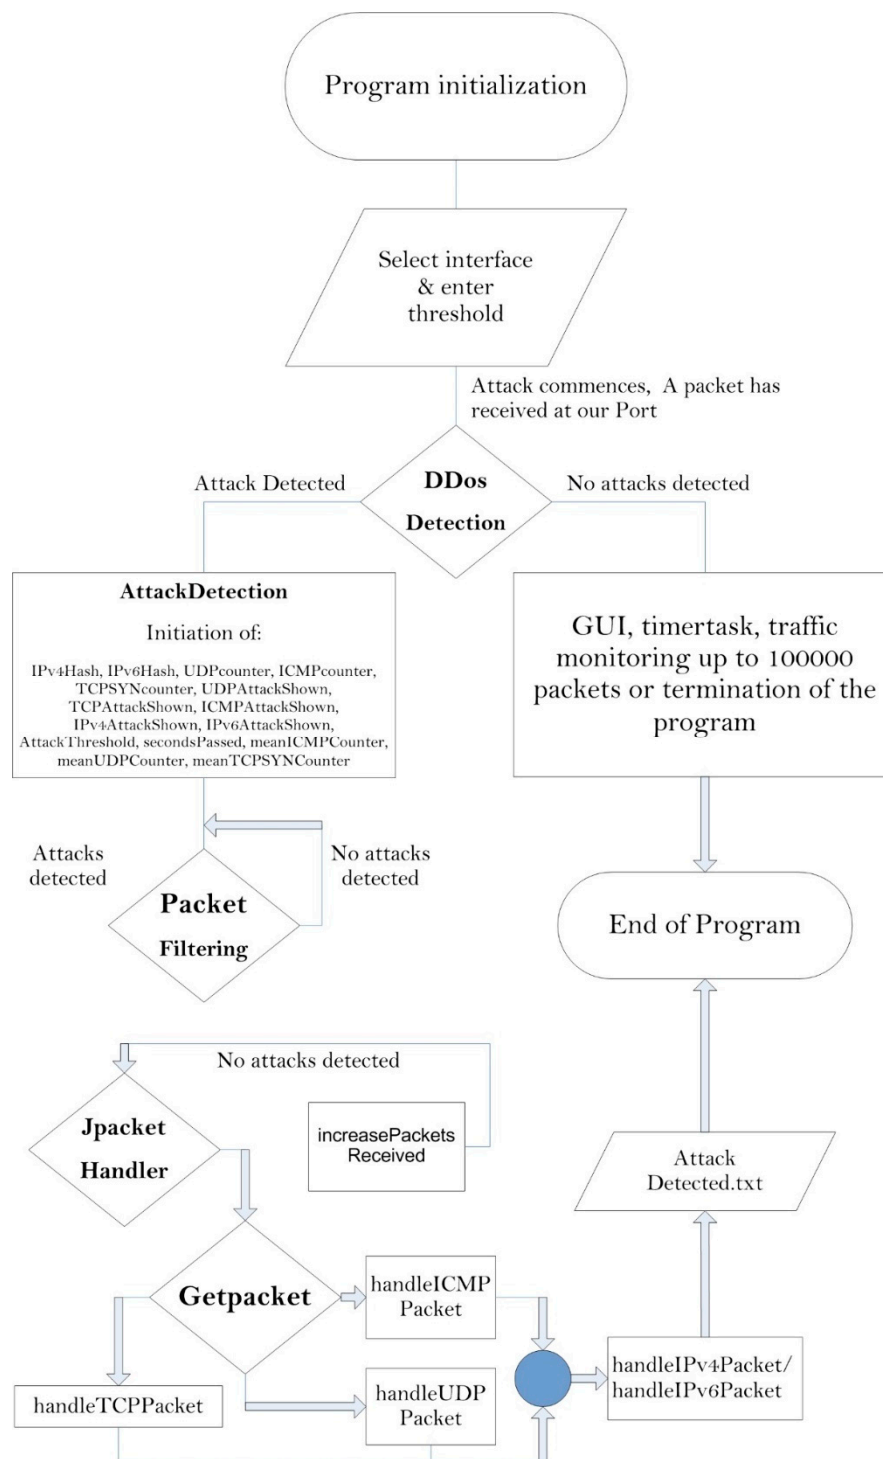 Program initialization
Select interface
& enter
threshold
Attack commences,  A packet has
received at our Port
DDos
Detection
Attack Detected
No attacks detected
AttackDetection
Initiation of:
IPv4Hash, IPv6Hash, UDPcounter, ICMPcounter,
TCPSYNcounter, UDPAttackShown,
TCPAttackShown, ICMPAttackShown,
IPv4AttackShown, IPv6AttackShown,
AttackThreshold, secondsPassed, meanICMPCounter,
meanUDPCounter, meanTCPSYNCounter
GUI, timertask, traffic
monitoring up to 100000
packets or termination of the
program
Attacks
detected
No attacks
detected
Packet
Filtering
End of Program
No attacks detected
Jpacket
Handler
increasePackets
Received
Attack
Detected.txt
Getpacket
handleICMP
Packet
handleIPv4Packet/
handleIPv6Packet
handleTCPPacket
handleUDP
Packet